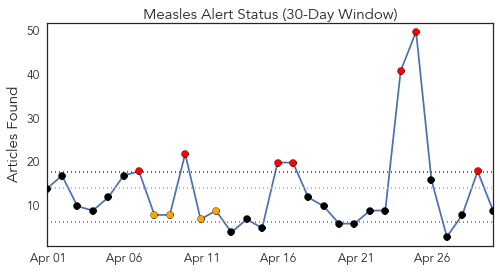 Measles Alert Status (30-Day Window)
Articles Found
50
40
30
20
10
Apr 01 Apr 06 Apr 11 Apr 16 Apr 21 Apr 26